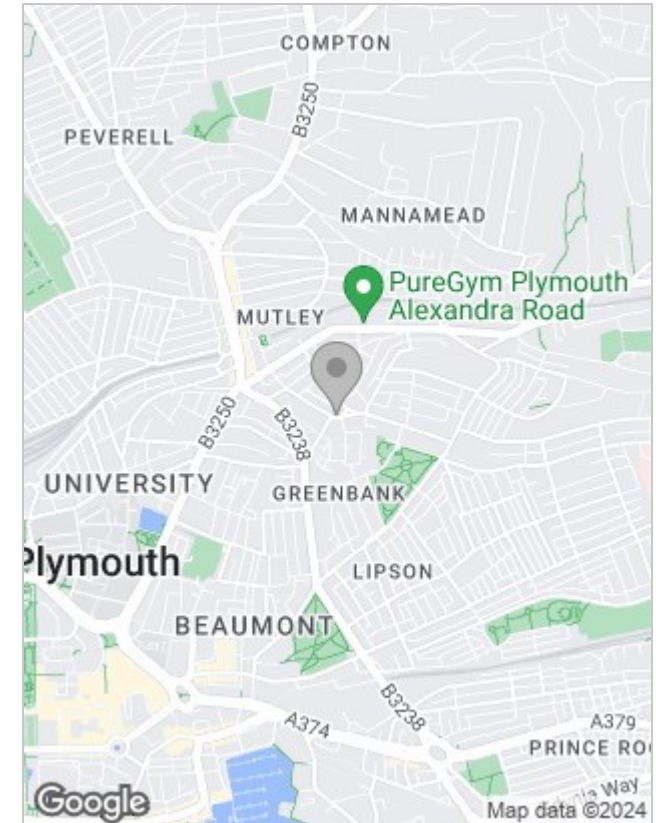 COMPTON
B3250
PEVERELL
MANNAMEAD
PureGym Plymouth
Alexandra Road
MUTLEY
B3250
B3238
UNIVERSITY
GREENBANK
Plymouth
LIPSON
BEAUMONT
B3238
A374
A379
PRINCE RO
Way
Google
Map data ©2024